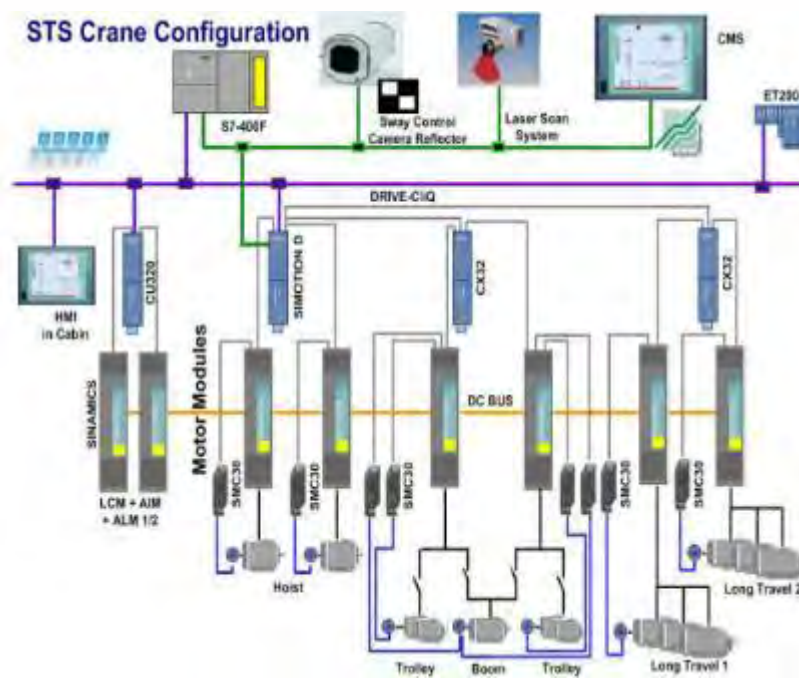 STS Crane Configuration
CMS
S7-400F
Sway Control
Camera Reflector
Laser Scan
System
ET200
DRIVE-CLiQ
HMI
in Cabin
CU320
SIMOTION D
CX32
CX32
SINAMICS
Motor Modules
DC BUS
LCM + AIM
+ ALM 1/2
SMC30
SMC30
SMC30
SMC30
Hoist
Trolley
Boom
Trolley
Long Travel 1
Long Travel 2